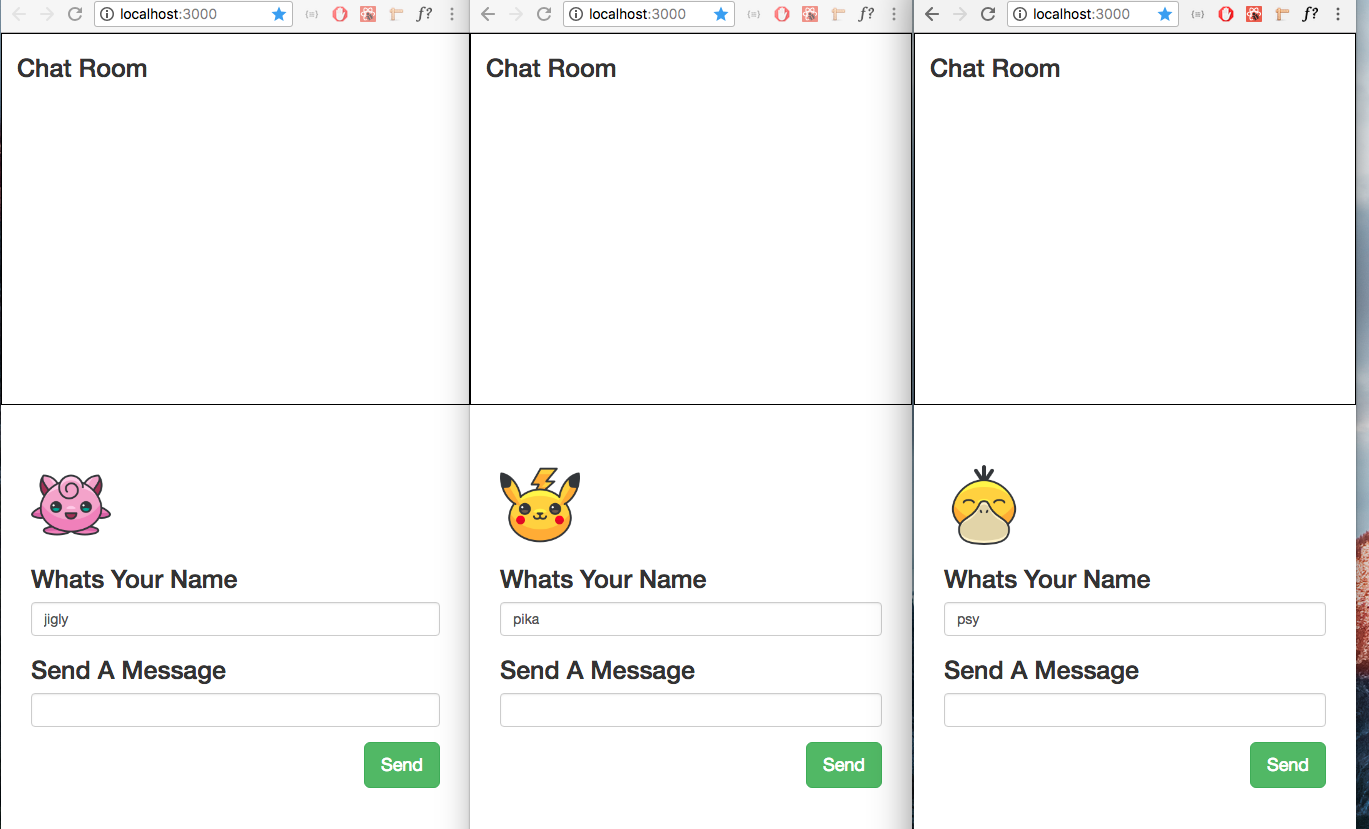 localhost:3000
f?
Chat Room
Whats Your Name
jigly
Send A Message
Send
localhost:3000
f?
Chat Room
Whats Your Name
pika
Send A Message
Send
localhost:3000
f?
Chat Room
Whats Your Name
psy
Send A Message
Send